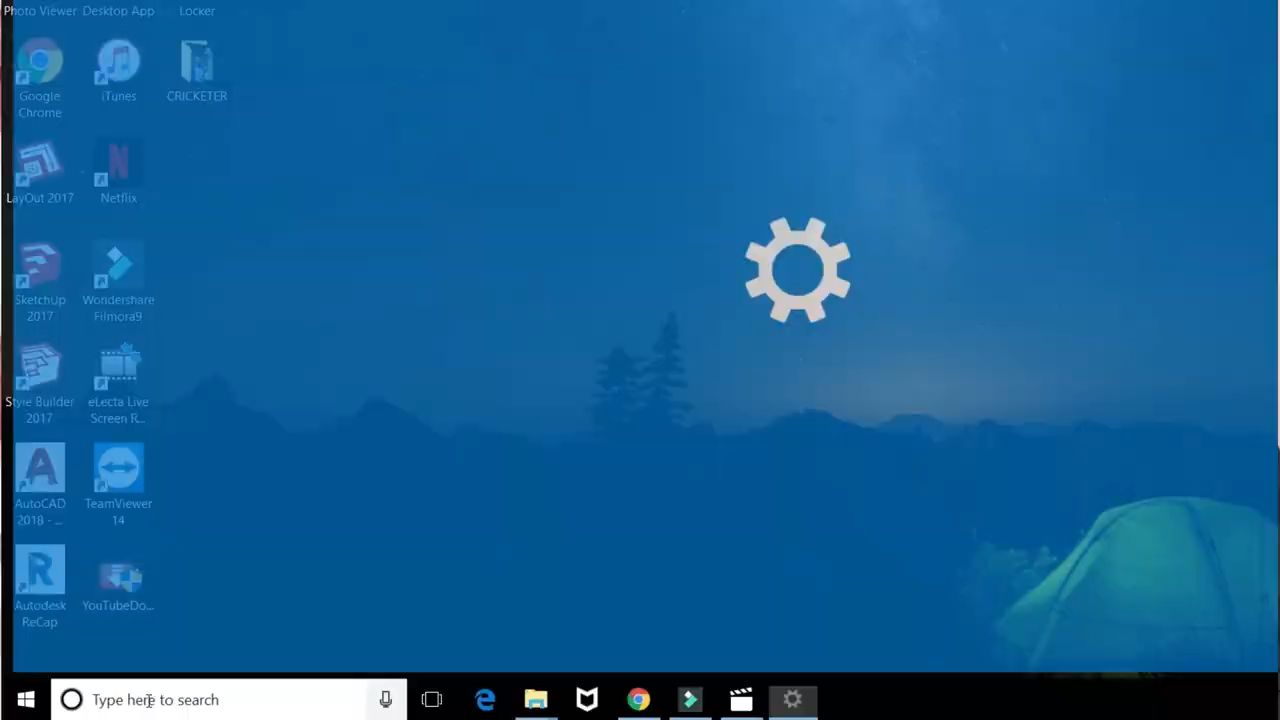 Photo Viewer
Desktop App
Locker
Google
Chrome
iTunes
CRICKETER
LayOut 2017
Netflix
SketchUp
2017
Wondershare
Filmora9
Style Builder
2017
eLecta Live
Screen R...
AutoCAD
2018 - ...
TeamViewer
14
Autodesk
ReCap
YouTubeDo...
Type here to search